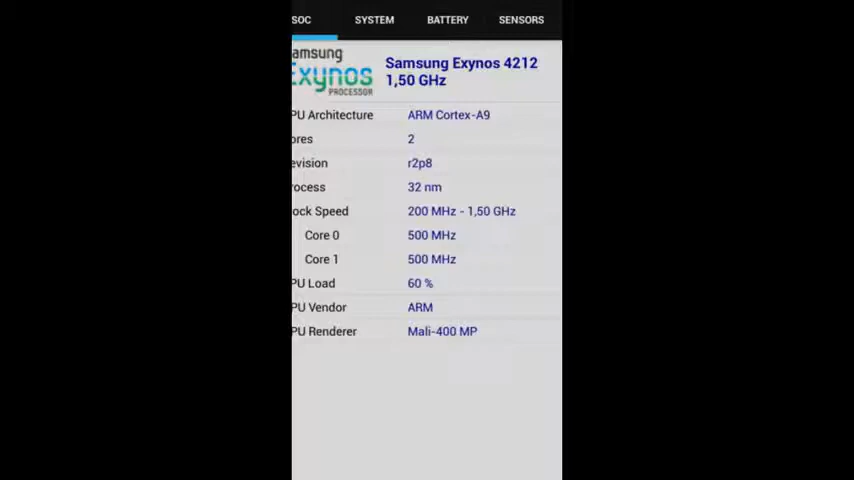 SOC SYSTEM BATTERY SENSORS
amsung
Exynos
PROCESSOR
Samsung Exynos 4212
1,50 GHz
PU Architecture ARM Cortex-A9
ores 2
evision r2p8
rocess 32 nm
ock Speed 200 MHz - 1,50 GHz
Core 0 500 MHz
Core 1 500 MHz
PU Load 60 %
PU Vendor ARM
PU Renderer Mali-400 MP